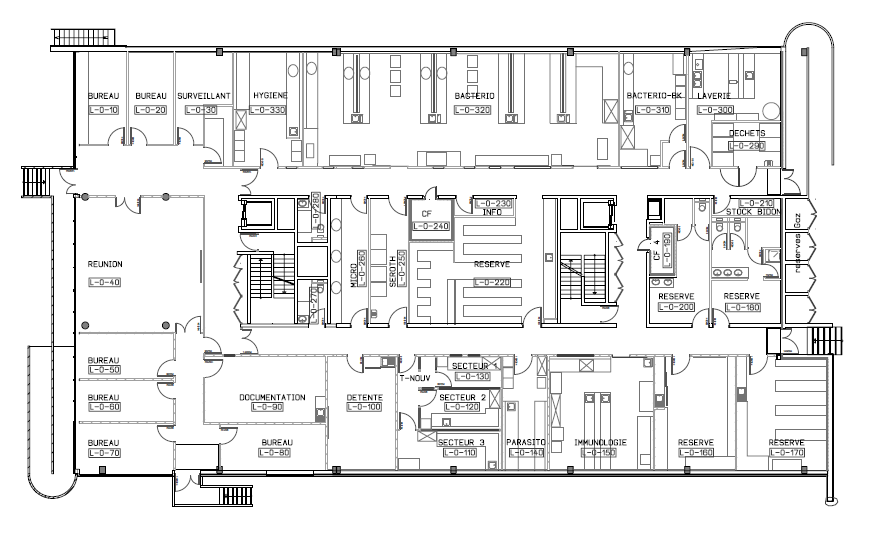 BUREAU
L-0-10
BUREAU
L-0-20
SURVEILLANT
L-0-30
HYGIENE
L-0-330
BACTERIO
L-0-320
BACTERIO-BK
L-0-310
LAVERIE
L-0-300
DECHETS
L-0-290
REUNION
L-0-40
L-0-280
L-0-270
MICRO
L-0-260
SEROTH
L-0-250
CF
L-0-240
L-0-230
INFO
RESERVE
L-0-220
CF 4
L-0-190
L-0-210
STOCK BIDON
reserves Gaz
RESERVE
L-0-200
RESERVE
L-0-180
BUREAU
L-0-50
BUREAU
L-0-60
BUREAU
L-0-70
DOCUMENTATION
L-0-90
BUREAU
L-0-80
DETENTE
L-0-100
T-NOUV
SECTEUR 1
L-0-130
SECTEUR 2
L-0-120
SECTEUR 3
L-0-110
PARASITO
L-0-140
IMMUNOLOGIE
L-0-150
RESERVE
L-0-160
RESERVE
L-0-170